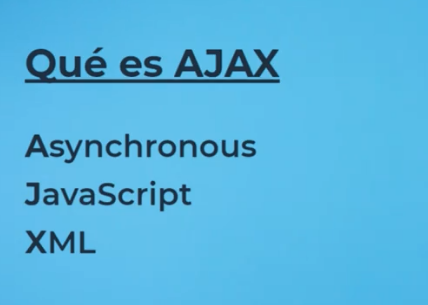 Qué es AJAX
Asynchronous
JavaScript
XML